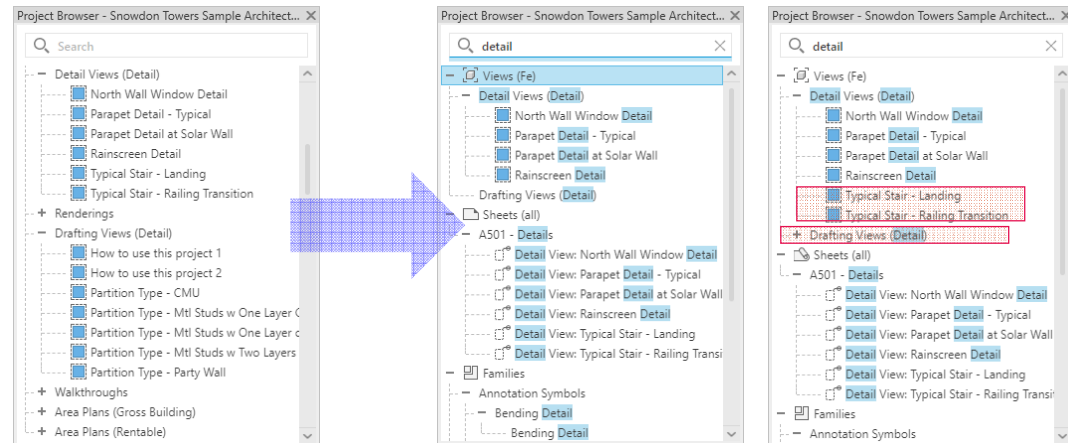 Project Browser - Snowdon Towers Sample Architect...
Search
Detail Views (Detail)
North Wall Window Detail
Parapet Detail - Typical
Parapet Detail at Solar Wall
Rainscreen Detail
Typical Stair - Landing
Typical Stair - Railing Transition
Renderings
Drafting Views (Detail)
How to use this project 1
How to use this project 2
Partition Type - CMU
Partition Type - Mtl Studs w One Layer
Partition Type - Mtl Studs w One Layer
Partition Type - Mtl Studs w Two Layers
Partition Type - Party Wall
Walkthroughs
Area Plans (Gross Building)
Area Plans (Rentable)
Project Browser - Snowdon Towers Sample Architect...
detail
Views (Fe)
Detail Views (Detail)
North Wall Window Detail
Parapet Detail - Typical
Parapet Detail at Solar Wall
Rainscreen Detail
Drafting Views (Detail)
Sheets (all)
A501 - Details
Detail View: North Wall Window Detail
Detail View: Parapet Detail - Typical
Detail View: Parapet Detail at Solar Wall
Detail View: Rainscreen Detail
Detail View: Typical Stair - Landing
Detail View: Typical Stair - Railing Transi
Families
Annotation Symbols
Bending Detail
Bending Detail
Project Browser - Snowdon Towers Sample Architect...
detail
Views (Fe)
Detail Views (Detail)
North Wall Window Detail
Parapet Detail - Typical
Parapet Detail at Solar Wall
Rainscreen Detail
Typical Stair - Landing
Typical Stair - Railing Transition
Drafting Views (Detail)
Sheets (all)
A501 - Details
Detail View: North Wall Window Detail
Detail View: Parapet Detail - Typical
Detail View: Parapet Detail at Solar Wall
Detail View: Rainscreen Detail
Detail View: Typical Stair - Landing
Detail View: Typical Stair - Railing Transi
Families
Annotation Symbols